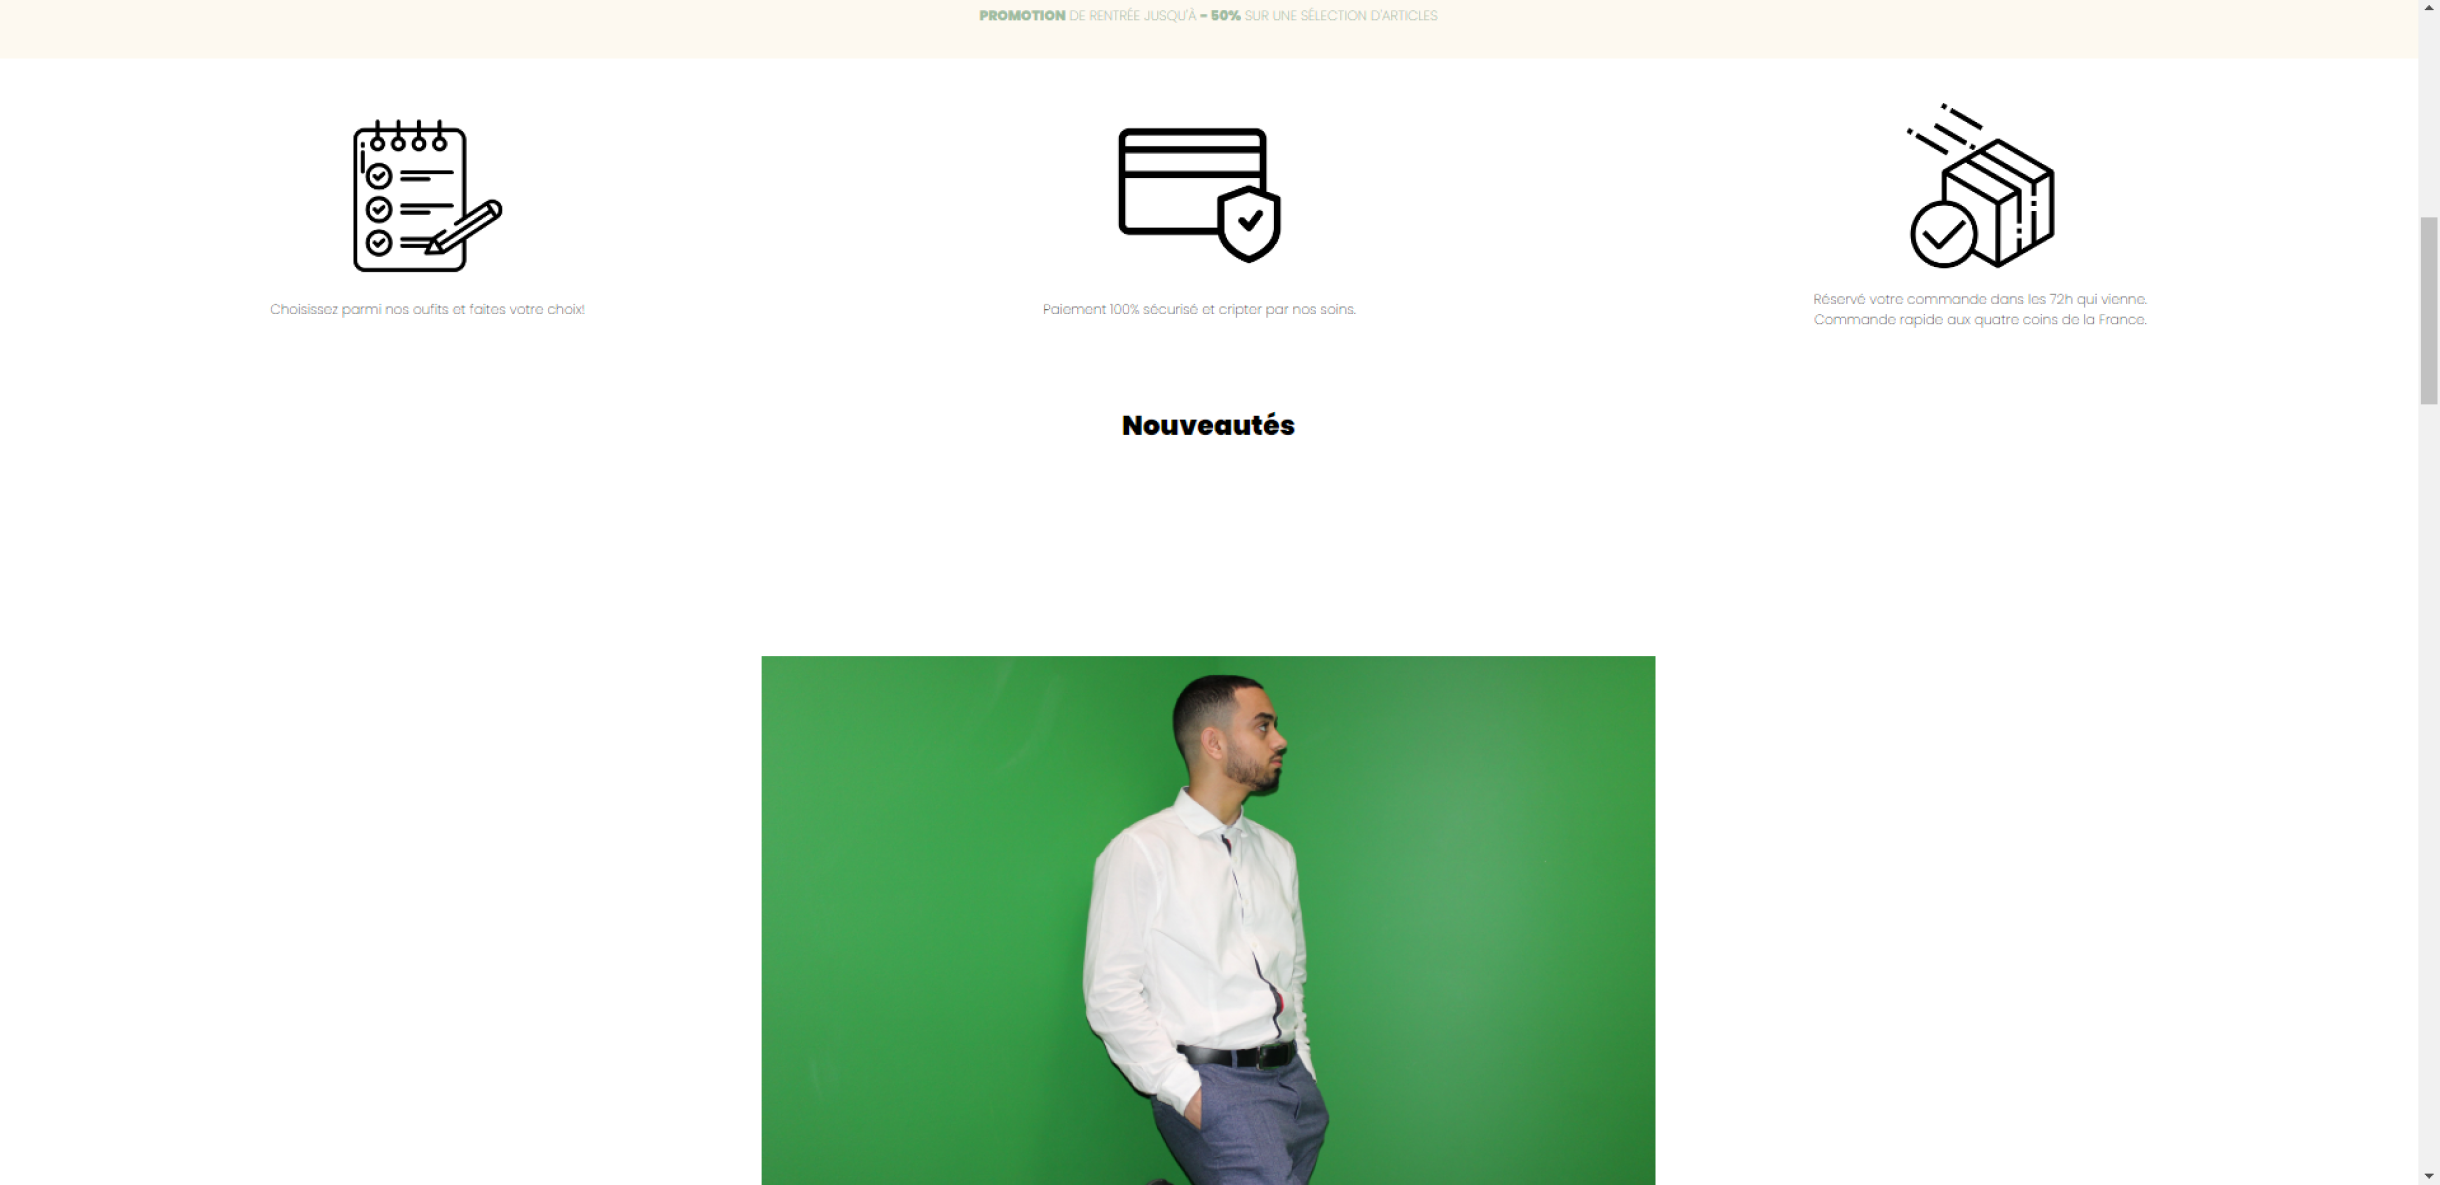 PROMOTION DE RENTRÉE JUSQU'À - 50% SUR UNE SÉLECTION D'ARTICLES
Choisissez parmi nos oufits et faites votre choix!
Paiement 100% sécurisé et cripter par nos soins.
Réservé votre commande dans les 72h qui vienne.
Commande rapide aux quatre coins de la France.
Nouveautés